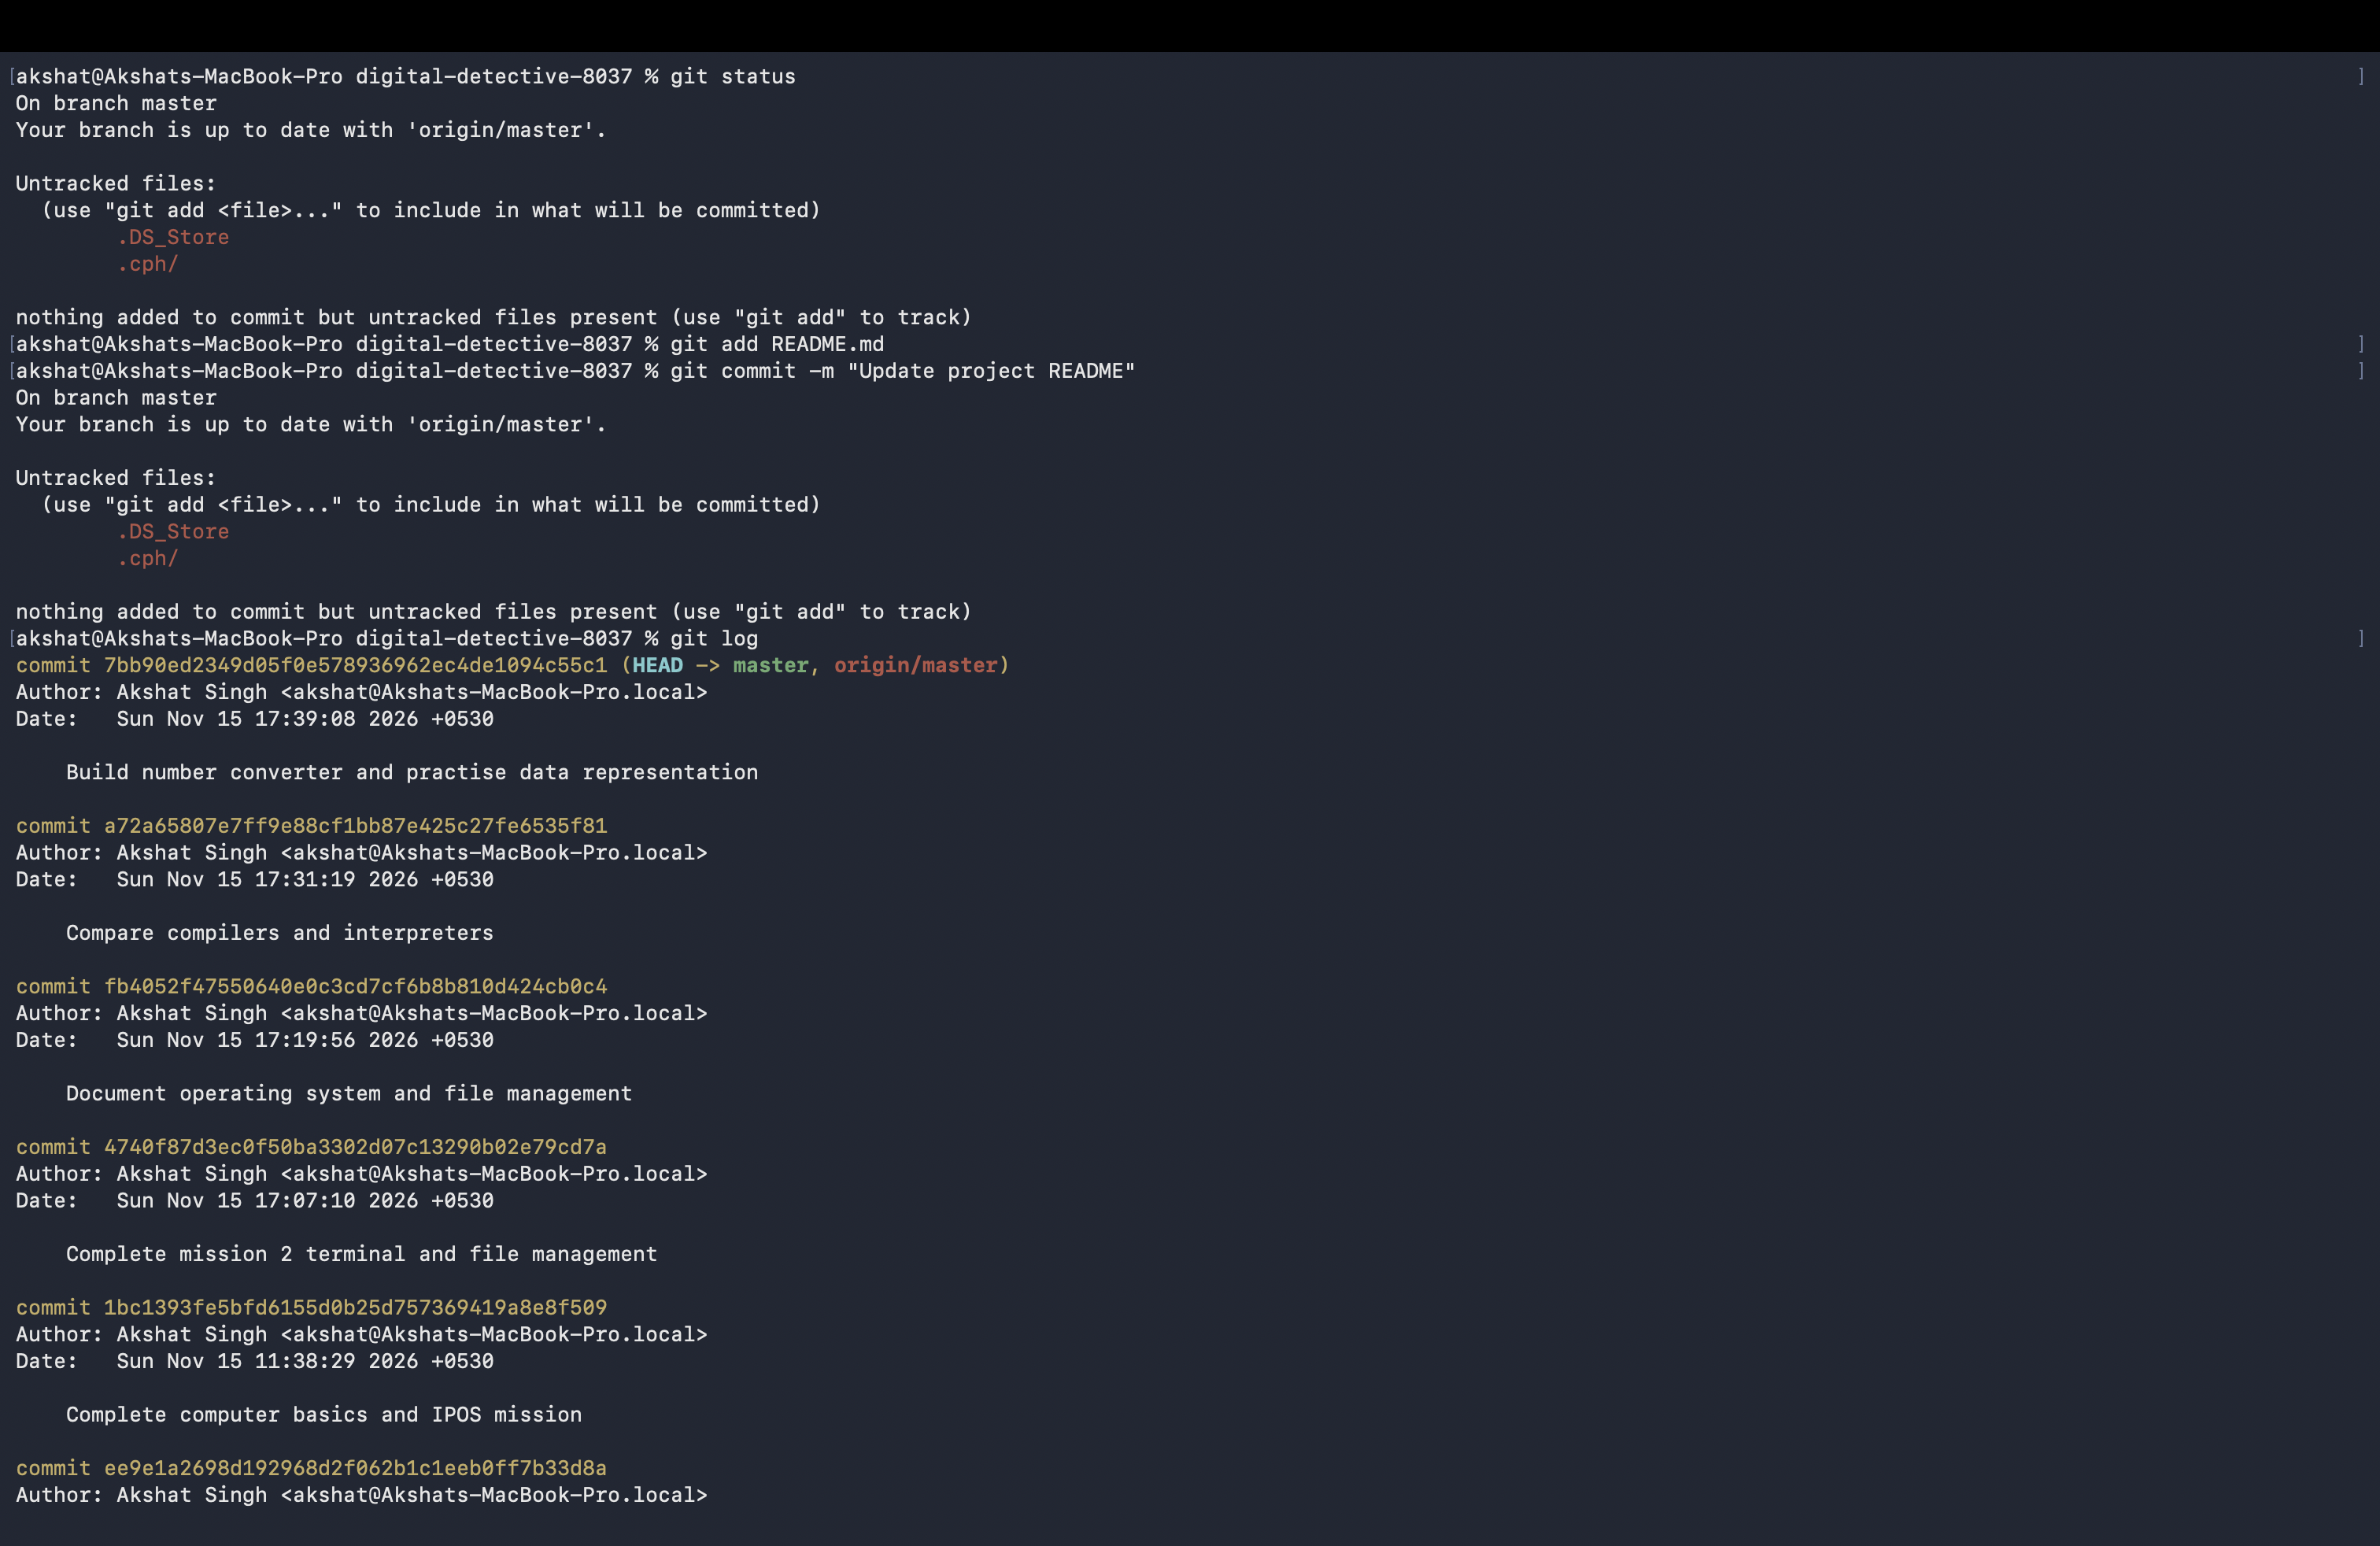 [akshat@Akshats-MacBook-Pro digital-detective-8037 % git status ]
On branch master
Your branch is up to date with 'origin/master'.

Untracked files:
  (use "git add <file>..." to include in what will be committed)
        .DS_Store
        .cph/

nothing added to commit but untracked files present (use "git add" to track)
[akshat@Akshats-MacBook-Pro digital-detective-8037 % git add README.md ]
[akshat@Akshats-MacBook-Pro digital-detective-8037 % git commit -m "Update project README" ]
On branch master
Your branch is up to date with 'origin/master'.

Untracked files:
  (use "git add <file>..." to include in what will be committed)
        .DS_Store
        .cph/

nothing added to commit but untracked files present (use "git add" to track)
[akshat@Akshats-MacBook-Pro digital-detective-8037 % git log ]
commit 7bb90ed2349d05f0e578936962ec4de1094c55c1 (HEAD -> master, origin/master)
Author: Akshat Singh <akshat@Akshats-MacBook-Pro.local>
Date:   Sun Nov 15 17:39:08 2026 +0530

    Build number converter and practise data representation

commit a72a65807e7ff9e88cf1bb87e425c27fe6535f81
Author: Akshat Singh <akshat@Akshats-MacBook-Pro.local>
Date:   Sun Nov 15 17:31:19 2026 +0530

    Compare compilers and interpreters

commit fb4052f47550640e0c3cd7cf6b8b810d424cb0c4
Author: Akshat Singh <akshat@Akshats-MacBook-Pro.local>
Date:   Sun Nov 15 17:19:56 2026 +0530

    Document operating system and file management

commit 4740f87d3ec0f50ba3302d07c13290b02e79cd7a
Author: Akshat Singh <akshat@Akshats-MacBook-Pro.local>
Date:   Sun Nov 15 17:07:10 2026 +0530

    Complete mission 2 terminal and file management

commit 1bc1393fe5bfd6155d0b25d757369419a8e8f509
Author: Akshat Singh <akshat@Akshats-MacBook-Pro.local>
Date:   Sun Nov 15 11:38:29 2026 +0530

    Complete computer basics and IPOS mission

commit ee9e1a2698d192968d2f062b1c1eeb0ff7b33d8a
Author: Akshat Singh <akshat@Akshats-MacBook-Pro.local>